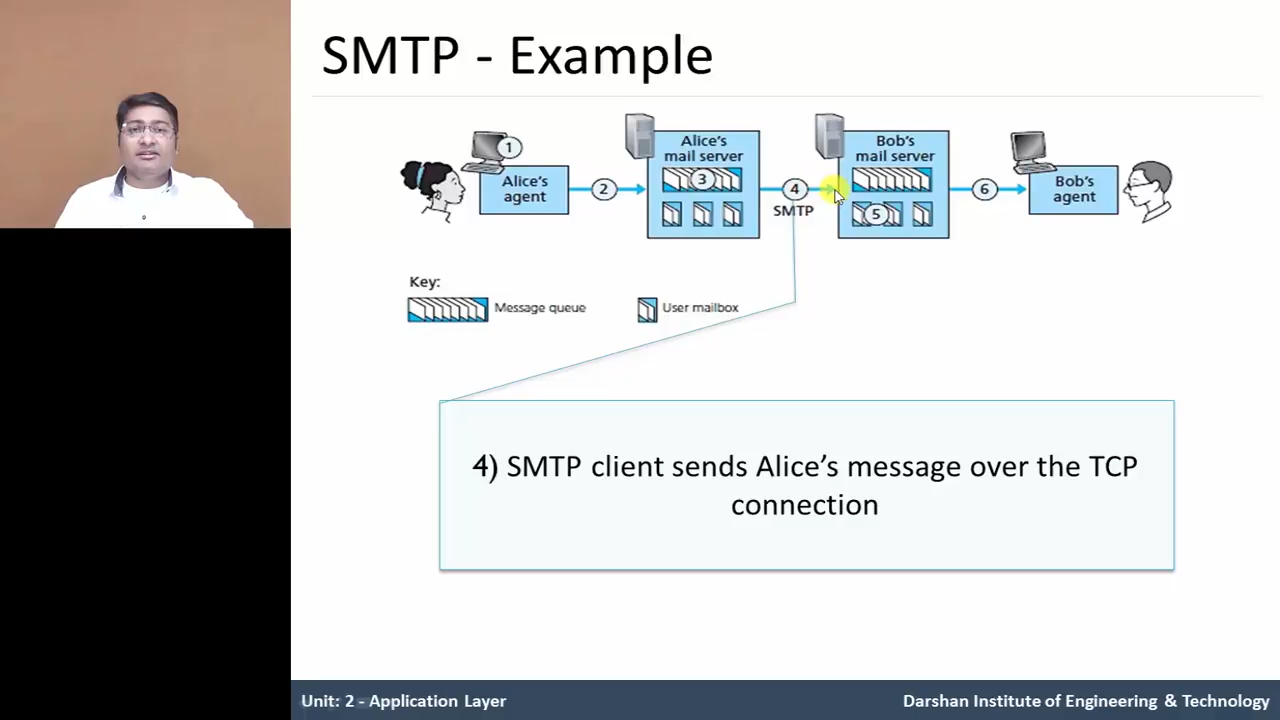 SMTP - Example
1
Alice's
agent
2
Alice's
mail server
3
4
SMTP
Bob's
mail server
5
6
Bob's
agent
Key:
Message queue
User mailbox
4) SMTP client sends Alice’s message over the TCP
connection
Unit: 2 - Application Layer
Darshan Institute of Engineering & Technology